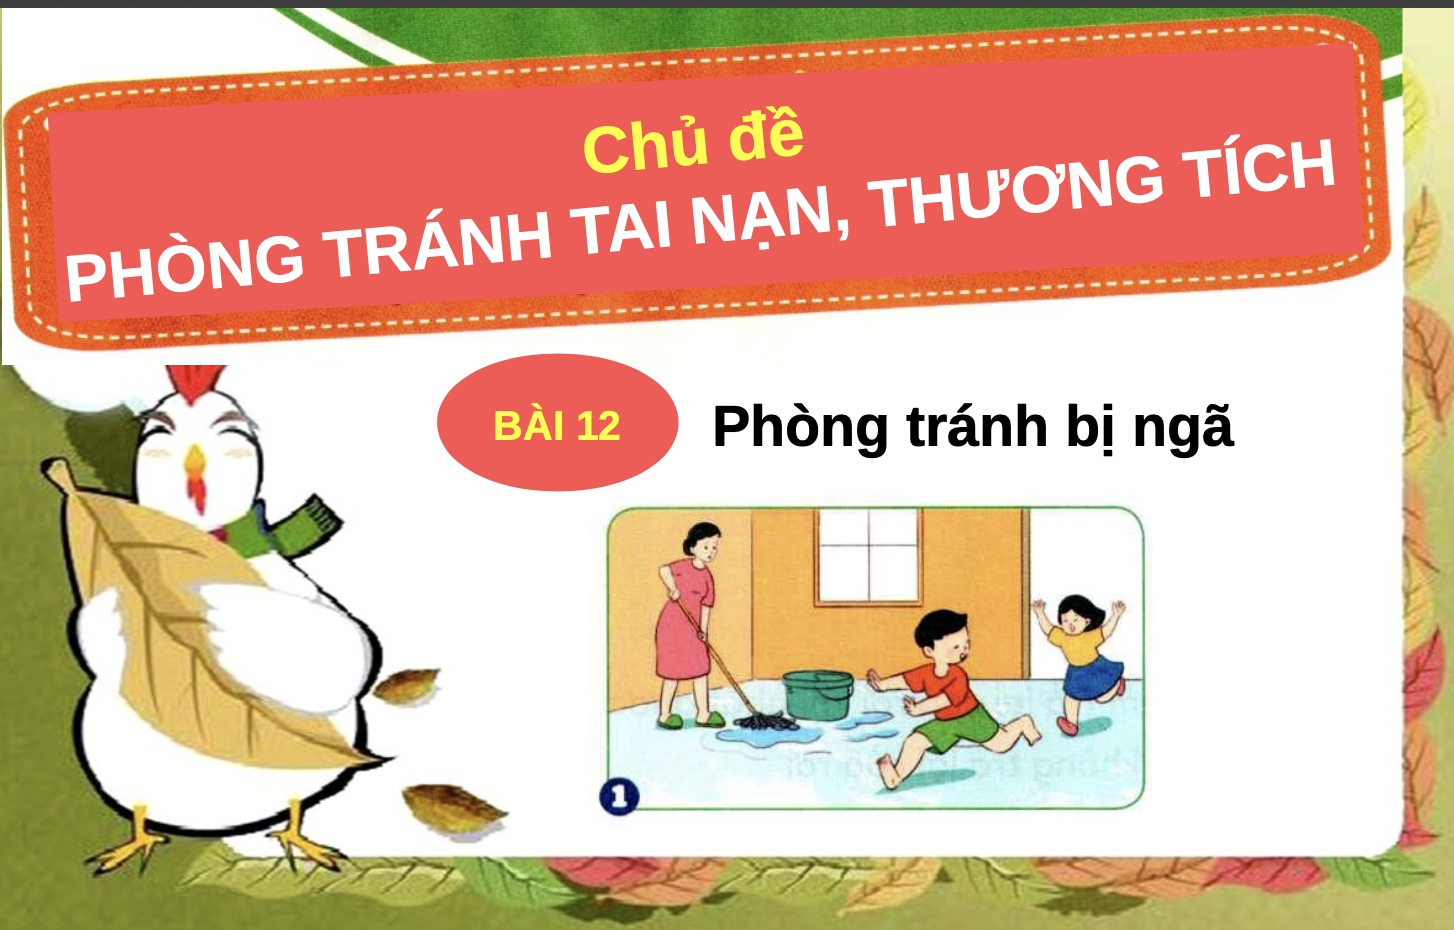 Chủ đề
PHÒNG TRÁNH TAI NẠN, THƯƠNG TÍCH
BÀI 12
Phòng tránh bị ngã
1